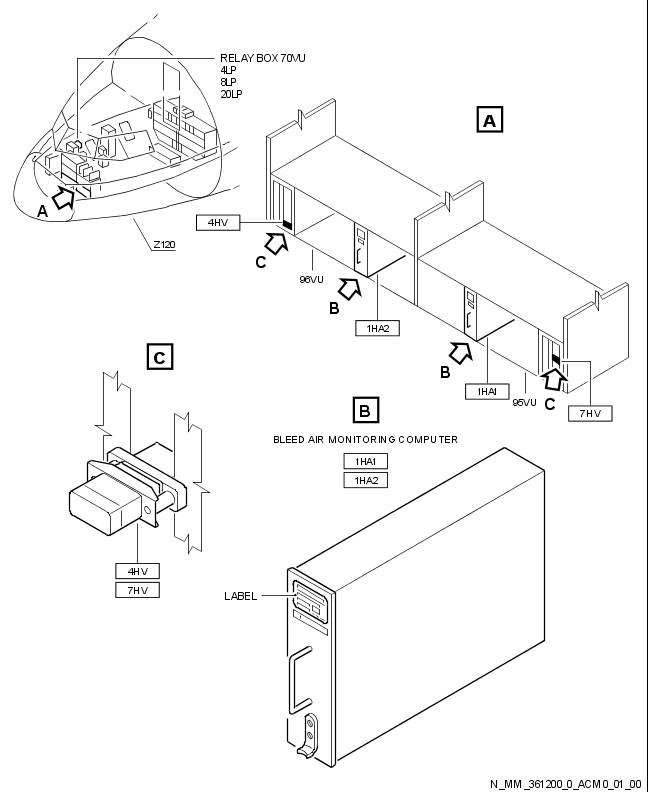 RELAY BOX 70VU
4LP
8LP
20LP
A
A
Z120
4HV
C
96VU
B
1HA2
B
1HA1
95VU
C
7HV
C
B
BLEED AIR MONITORING COMPUTER
1HA1
1HA2
4HV
7HV
LABEL
N_MM_361200_0_ACM0_01_00